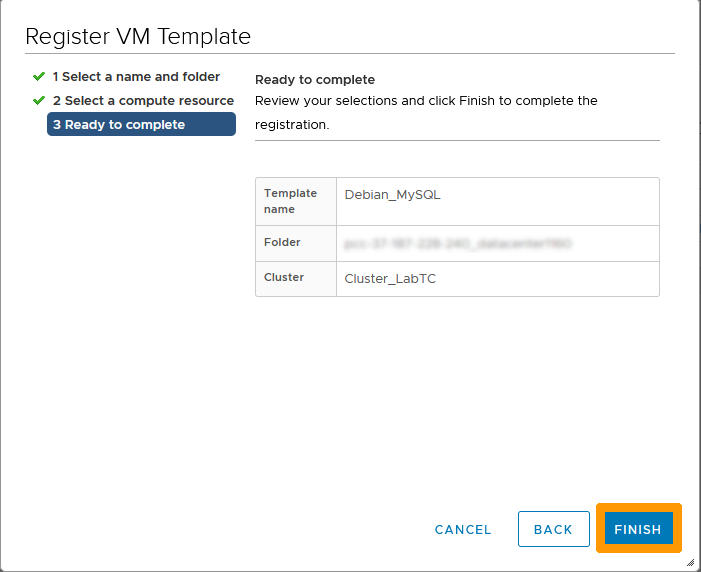 Register VM Template
1 Select a name and folder
2 Select a compute resource
3 Ready to complete
Ready to complete
Review your selections and click Finish to complete the
registration.
Template
name
Debian_MySQL
Folder
Cluster
Cluster_LabTC
CANCEL
BACK
FINISH